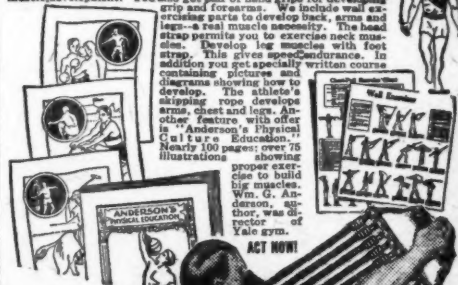 grip and forearms. We include wall ex-
ercising parts to develop back, arms and
legs--a real muscle necessity. The head
strap permits you to exercise neck mus-
cles. Develop leg muscles with foot
strap. This gives speed, endurance. In
addition you get specially written course
containing pictures and
diagrams showing how to
develop. The athlete's
skipping rope develops
arms, chest and legs. An-
other feature with offer
is "Anderson's Physical
Culture Education."
Nearly 100 pages; over 75
illustrations showing
proper exer-
cise to build
big muscles.
Wm. G. An-
derson, au-
thor, was di-
rector of
Yale gym.
ACT NOW!
ANDERSON'S
PHYSICAL EDUCATION
Wall Exercises